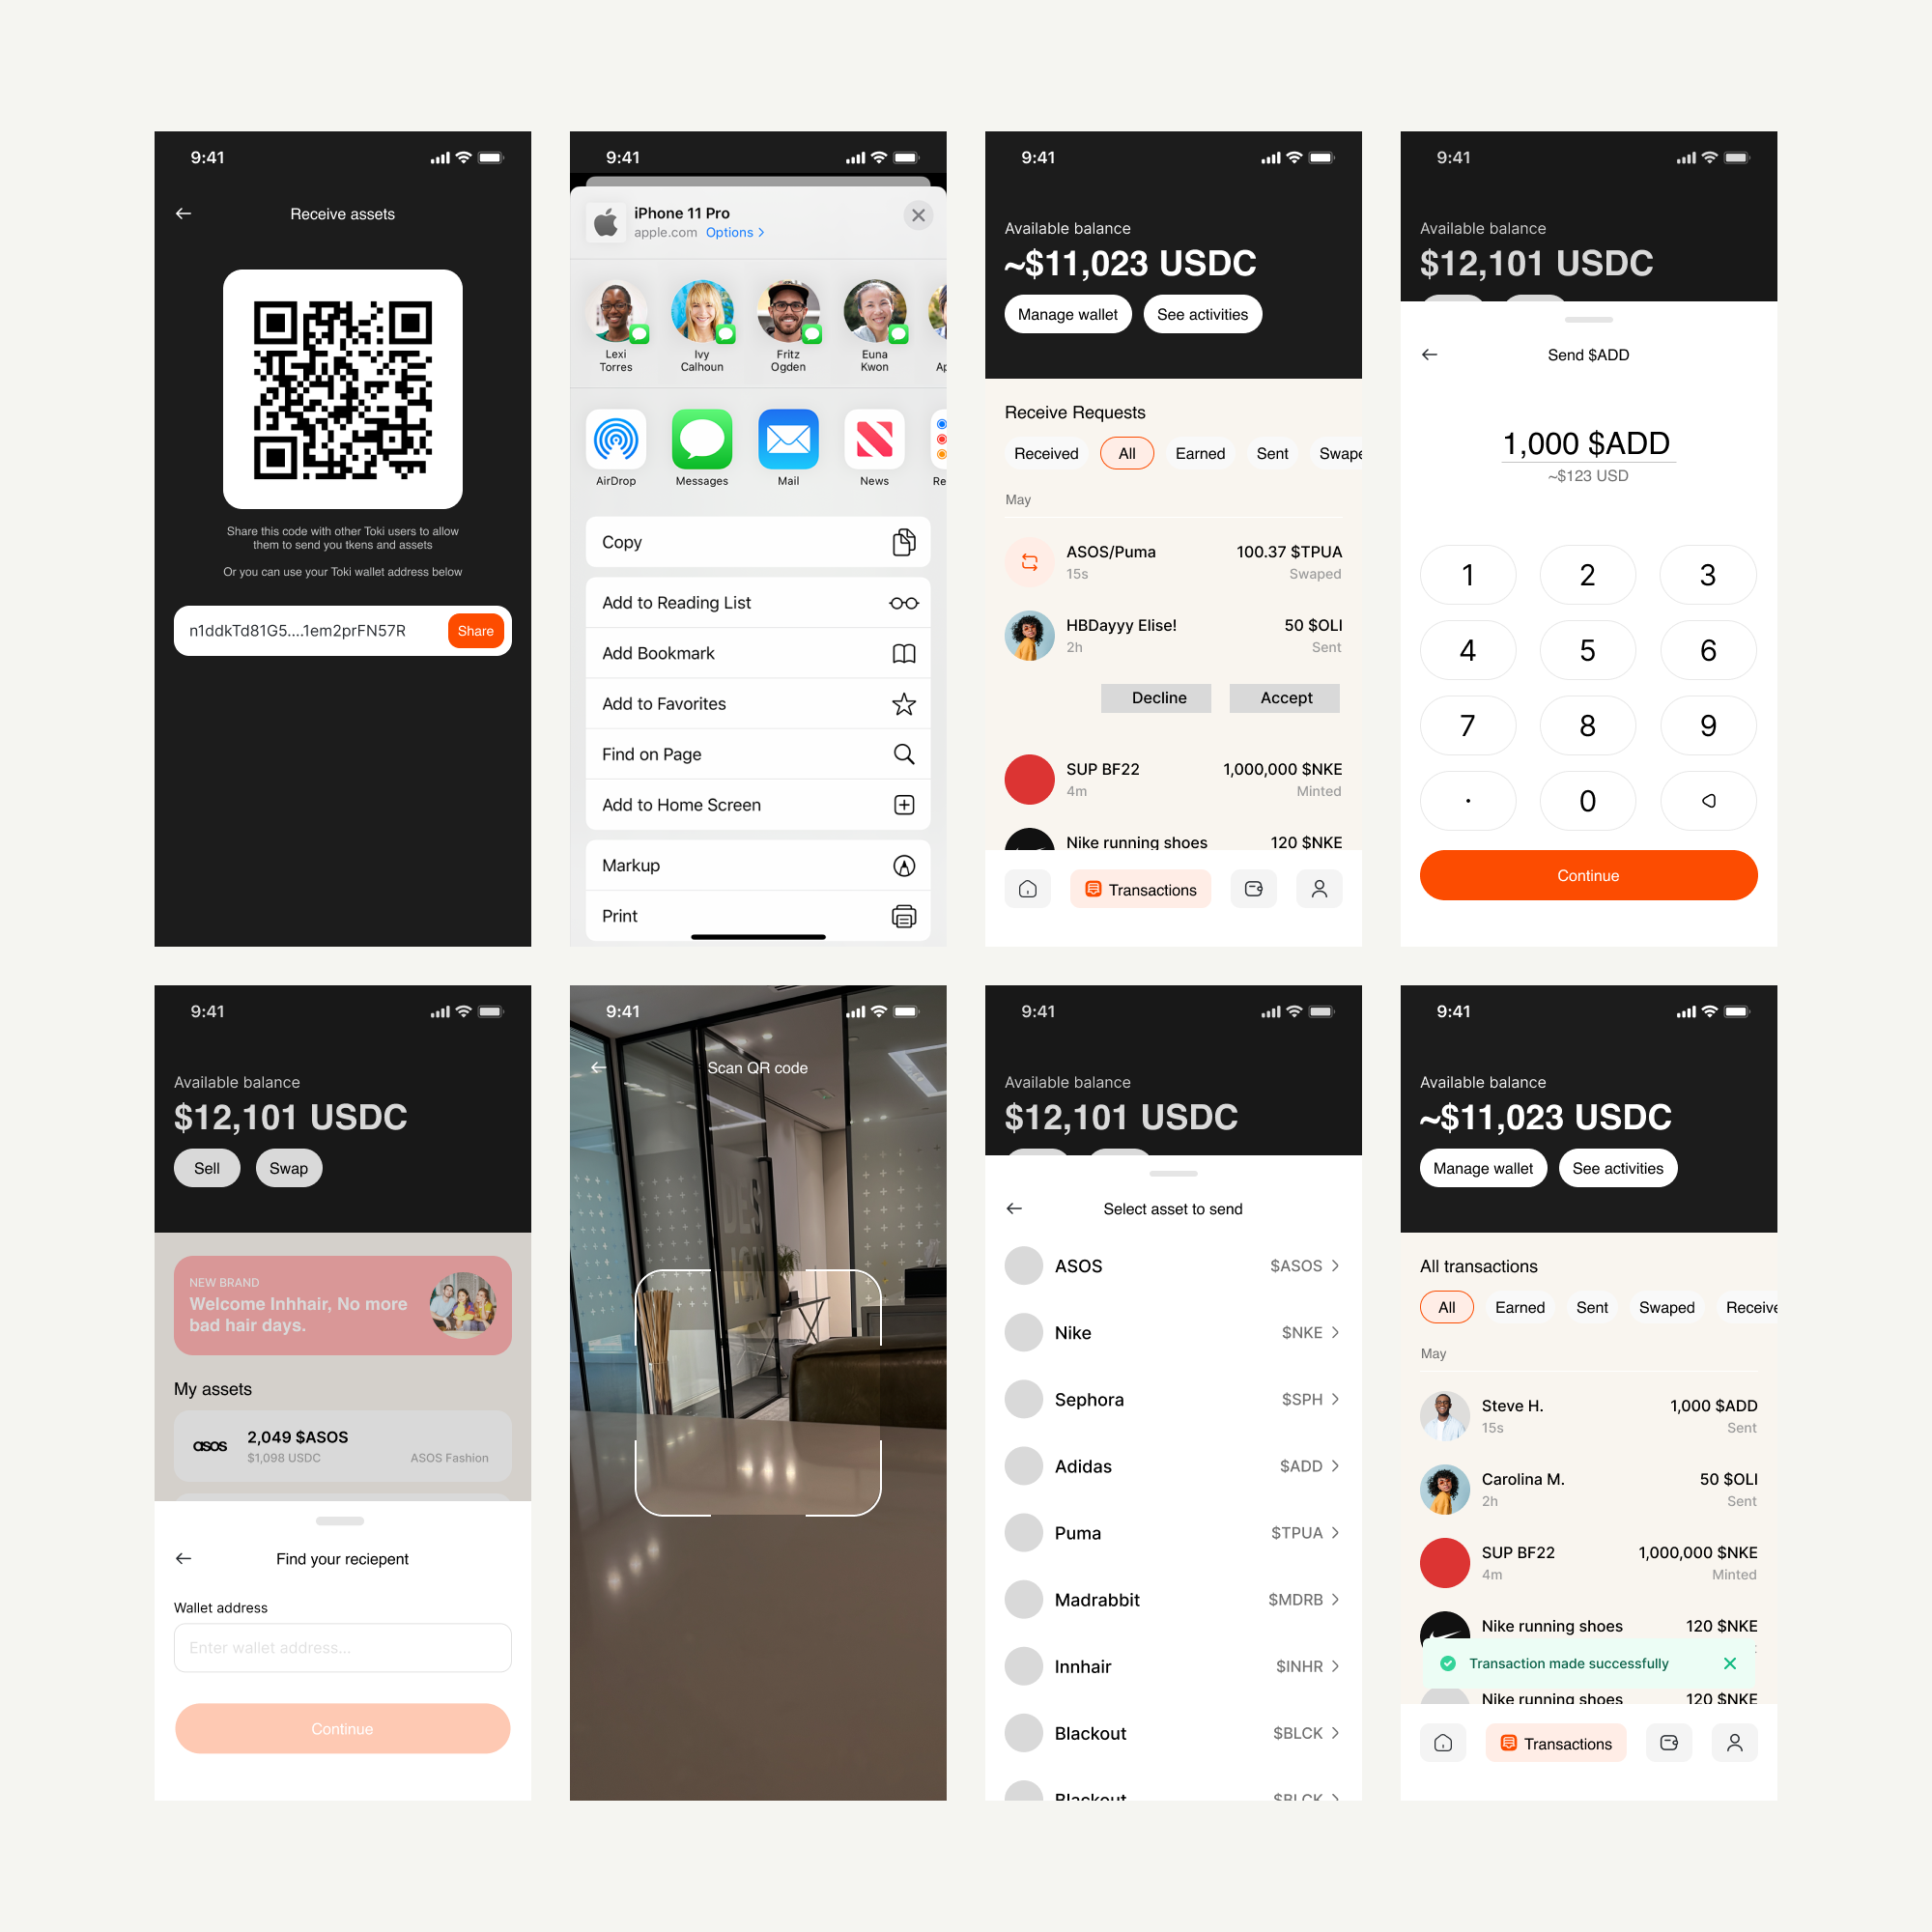 9:41
Receive assets
Share this code with other Toki users to allow
them to send you tkens and assets
Or you can use your Toki wallet address below
n1ddkTd81G5....1em2prFN57R
Share
9:41
iPhone 11 Pro
apple.com Options
Lexi
Torres
Ivy
Calhoun
Fritz
Ogden
Euna
Kwon
AirDrop
Messages
Mail
News
Copy
Add to Reading List
Add Bookmark
Add to Favorites
Find on Page
Add to Home Screen
Markup
Print
9:41
Available balance
~$11,023 USDC
Manage wallet See activities
Receive Requests
Received All Earned Sent Swape
May
ASOS/Puma 100.37 $TPUA
15s Swaped
HBDayyy Elise! 50 $OLI
2h Sent
Decline Accept
SUP BF22 1,000,000 $NKE
4m Minted
Nike running shoes 120 $NKE
Transactions
9:41
Available balance
$12,101 USDC
Send $ADD
1,000 $ADD
~$123 USD
1 2 3
4 5 6
7 8 9
. 0
Continue
9:41
Available balance
$12,101 USDC
Sell Swap
NEW BRAND
Welcome Inhhair, No more
bad hair days.
My assets
asos
2,049 $ASOS
$1,098 USDC ASOS Fashion
Find your reciepent
Wallet address
Enter wallet address...
Continue
9:41
Scan QR code
9:41
Available balance
$12,101 USDC
Select asset to send
ASOS $ASOS
Nike $NKE
Sephora $SPH
Adidas $ADD
Puma $TPUA
Madrabbit $MDRB
Innhair $INHR
Blackout $BLCK
Blackout $BLCK
9:41
Available balance
~$11,023 USDC
Manage wallet See activities
All transactions
All Earned Sent Swaped Receive
May
Steve H. 1,000 $ADD
15s Sent
Carolina M. 50 $OLI
2h Sent
SUP BF22 1,000,000 $NKE
4m Minted
Nike running shoes 120 $NKE
Transaction made successfully
Nike running shoes 120 $NKE
Transactions